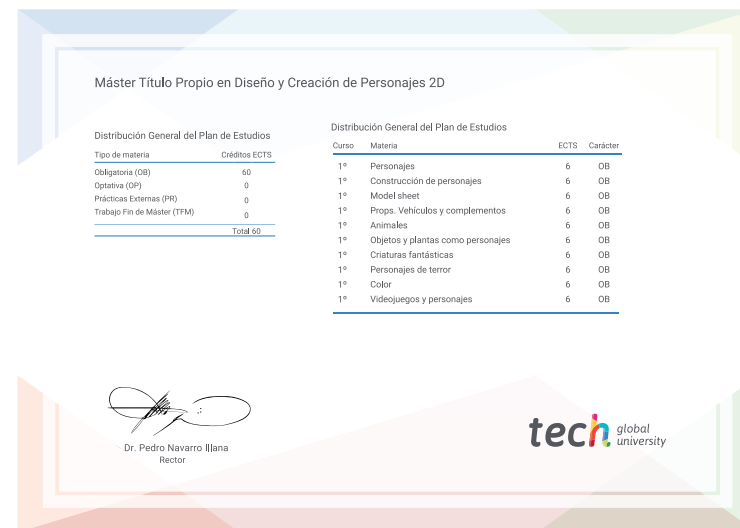 Máster Título Propio en Diseño y Creación de Personajes 2D
Distribución General del Plan de Estudios
Tipo de materia Créditos ECTS
Obligatoria (OB) 60
Optativa (OP) 0
Prácticas Externas (PR) 0
Trabajo Fin de Máster (TFM) 0
Total 60
Distribución General del Plan de Estudios
Curso Materia ECTS Carácter
1º Personajes 6 OB
1º Construcción de personajes 6 OB
1º Model sheet 6 OB
1º Props. Vehículos y complementos 6 OB
1º Animales 6 OB
1º Objetos y plantas como personajes 6 OB
1º Criaturas fantásticas 6 OB
1º Personajes de terror 6 OB
1º Color 6 OB
1º Videojuegos y personajes 6 OB
Dr. Pedro Navarro Illana
Rector
tech global
university